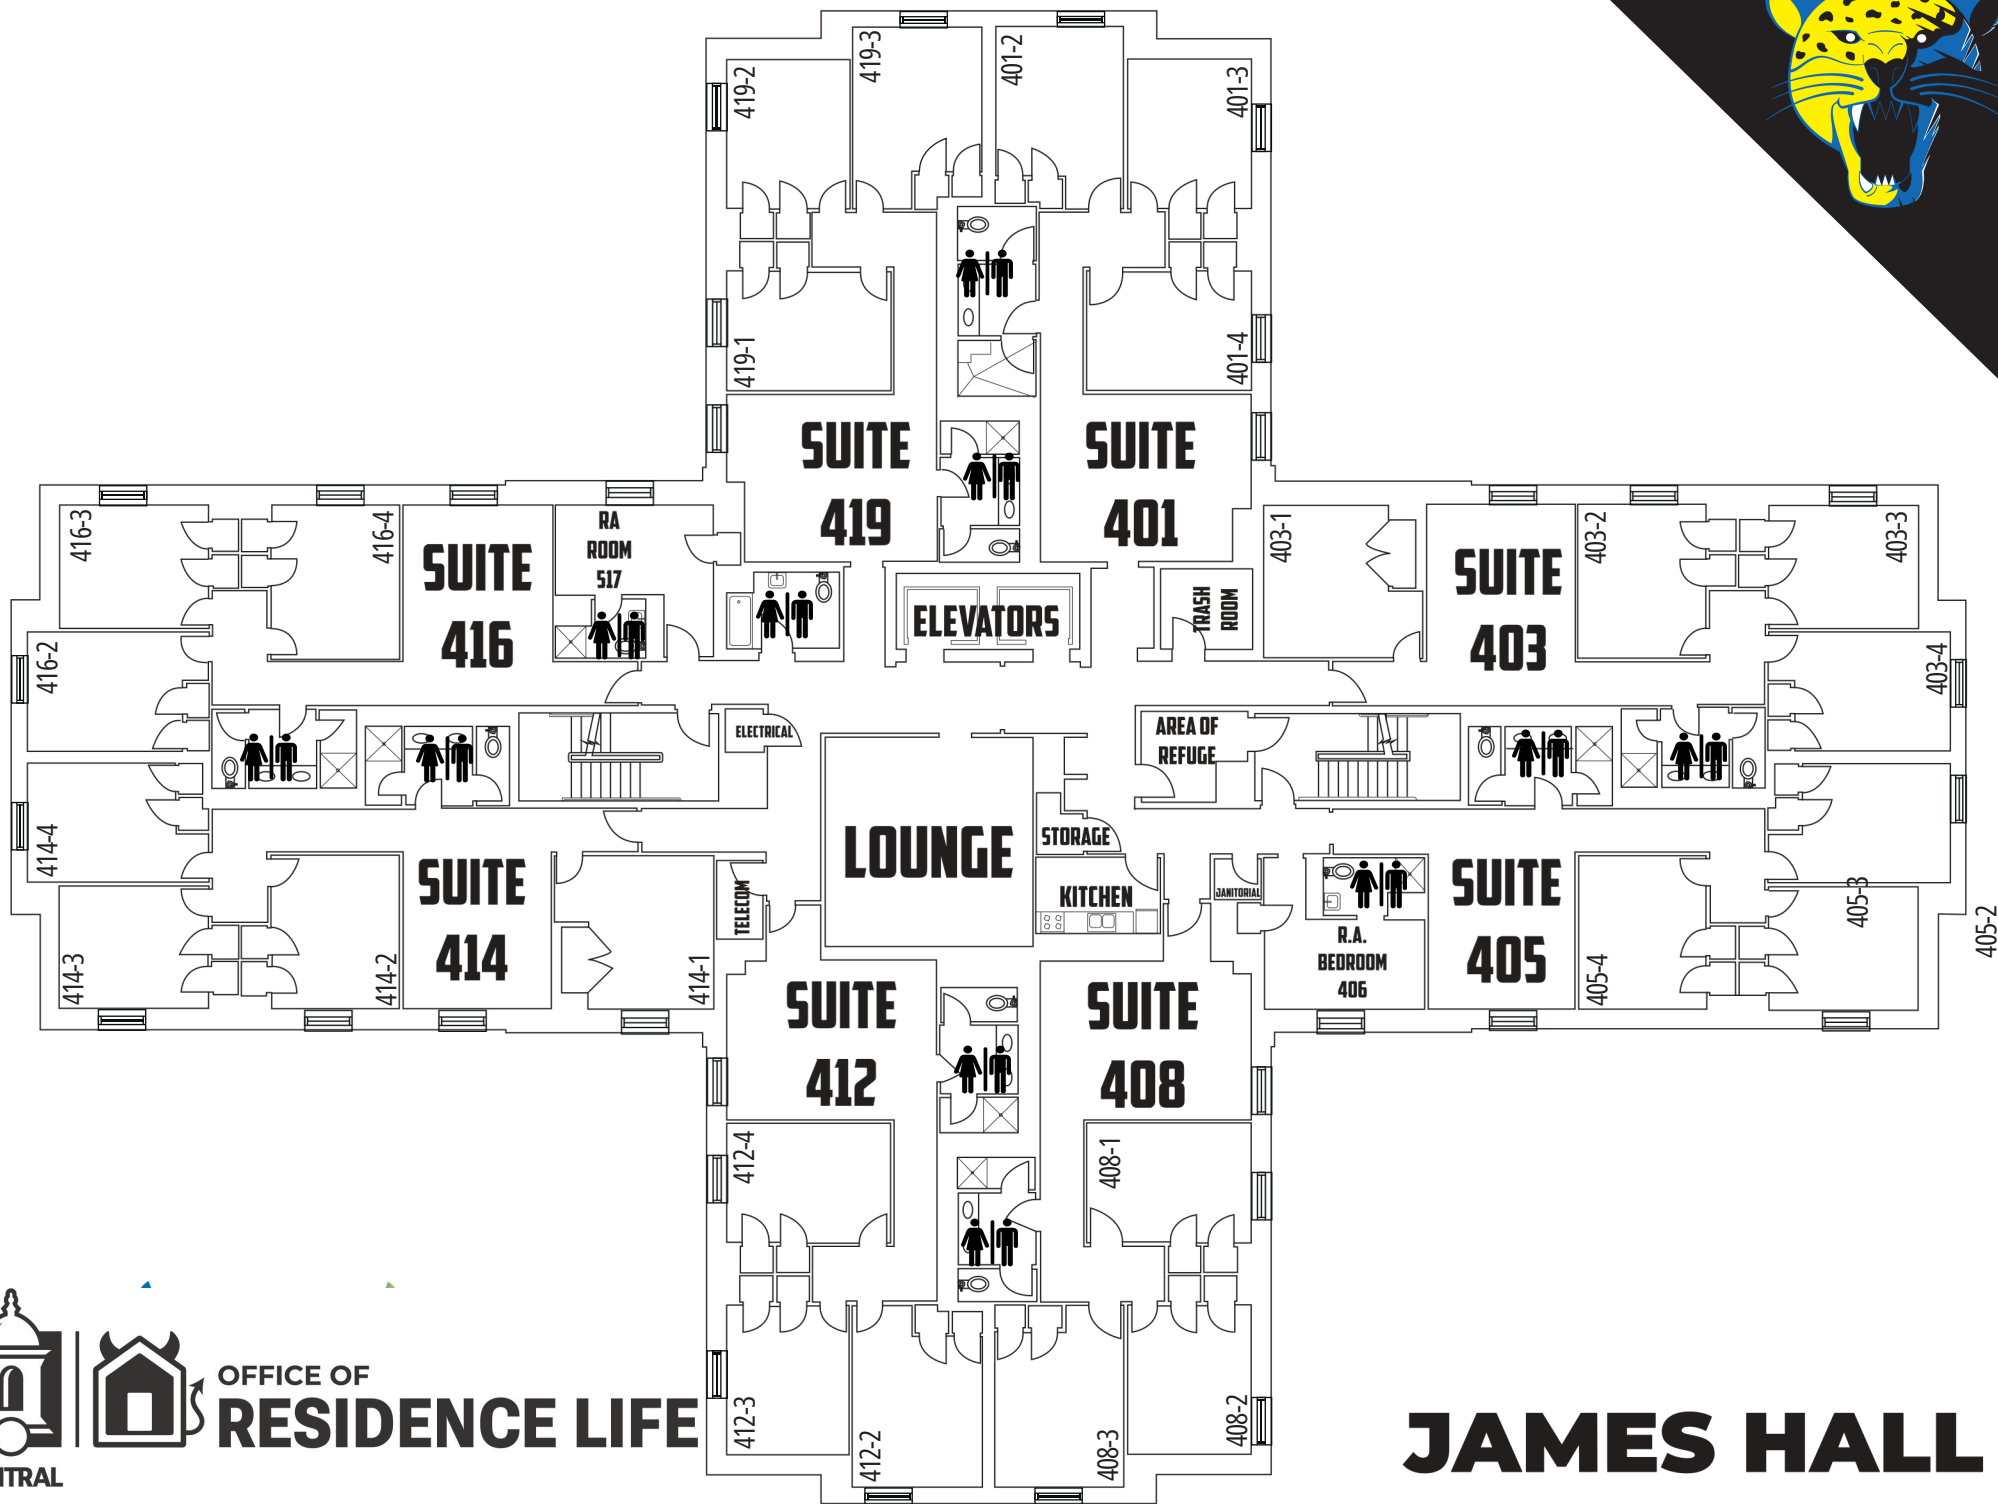 419-3
401-2
419-2
401-3
419-1
401-4
SUITE
419
SUITE
401
416-3
416-4
SUITE
416
RA
ROOM
517
ELEVATORS
TRASH
ROOM
403-1
SUITE
403
403-2
403-3
416-2
403-4
ELECTRICAL
AREA OF
REFUGE
LOUNGE
STORAGE
KITCHEN
JANITORIAL
TELECOM
414-4
SUITE
414
414-3
414-2
414-1
R.A.
BEDROOM
406
SUITE
405
405-4
405-3
405-2
SUITE
412
SUITE
408
412-4
408-1
412-3
412-2
408-3
408-2
OFFICE OF
RESIDENCE LIFE
NTRAL
JAMES HALL